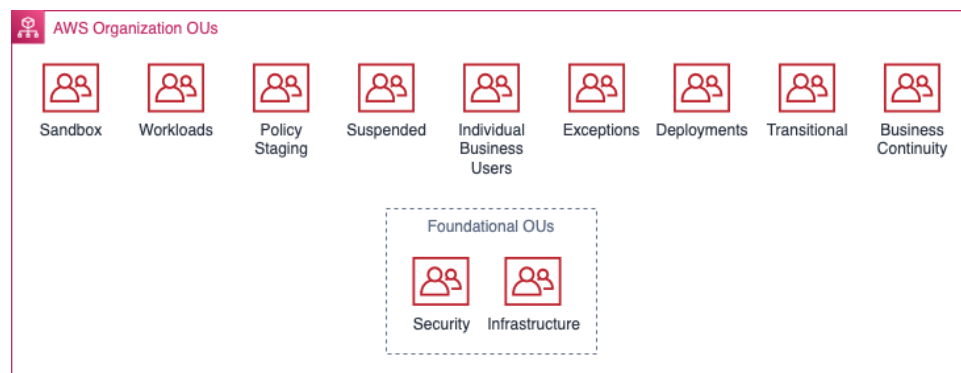 AWS Organization OUs
Sandbox
Workloads
Policy
Staging
Suspended
Individual
Business
Users
Exceptions
Deployments
Transitional
Business
Continuity
Foundational OUs
Security
Infrastructure